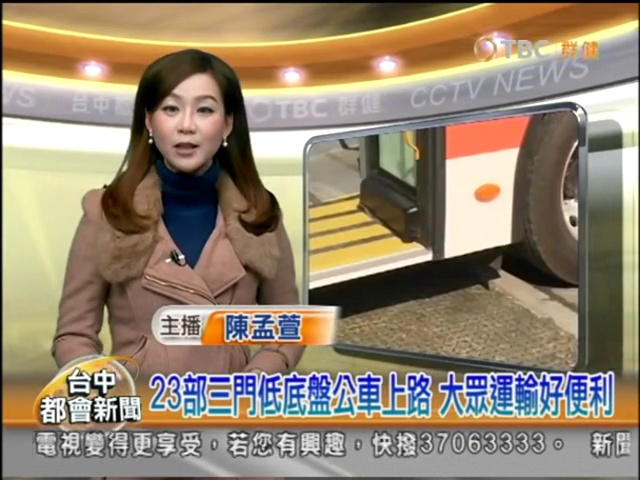 TBC 群健
台中都
TBC 群健
CCTV NEWS
主播 陳孟萱
台中都會新聞
23部三門低底盤公車上路 大眾運輸好便利
電視變得更享受，若您有興趣，快撥37063333。 新聞